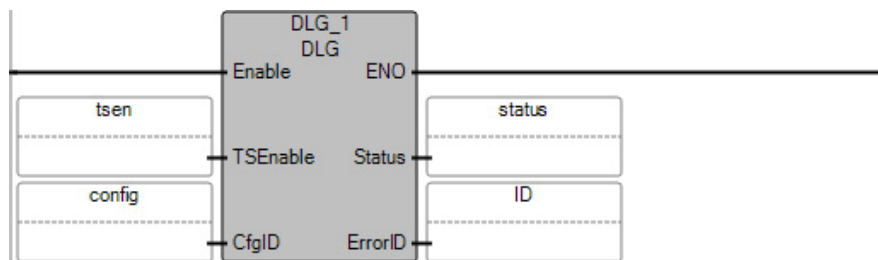 DLG_1
DLG
Enable ENO
tsen status
TSEnable Status
config ID
CfgID ErrorID